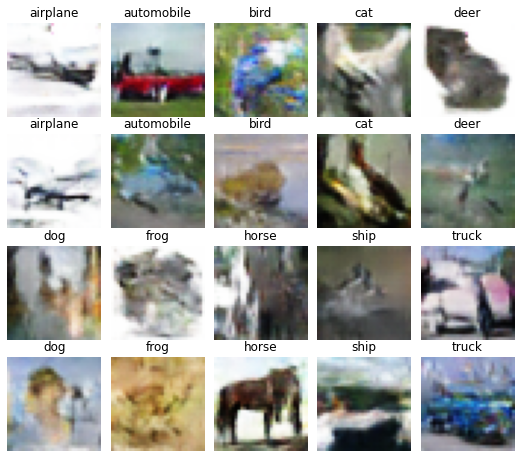 airplane automobile bird cat deer
airplane automobile bird cat deer
dog frog horse ship truck
dog frog horse ship truck